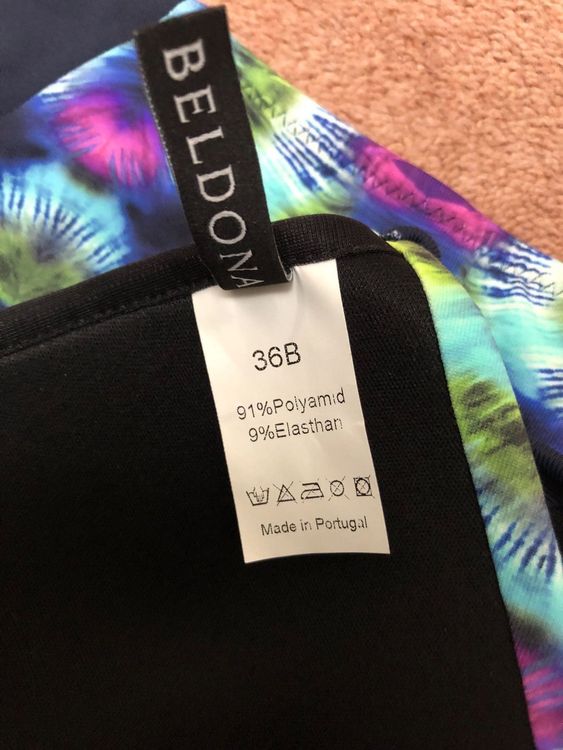 BELDONA
36B
91%Polyamid
9%Elasthan
Made in Portugal